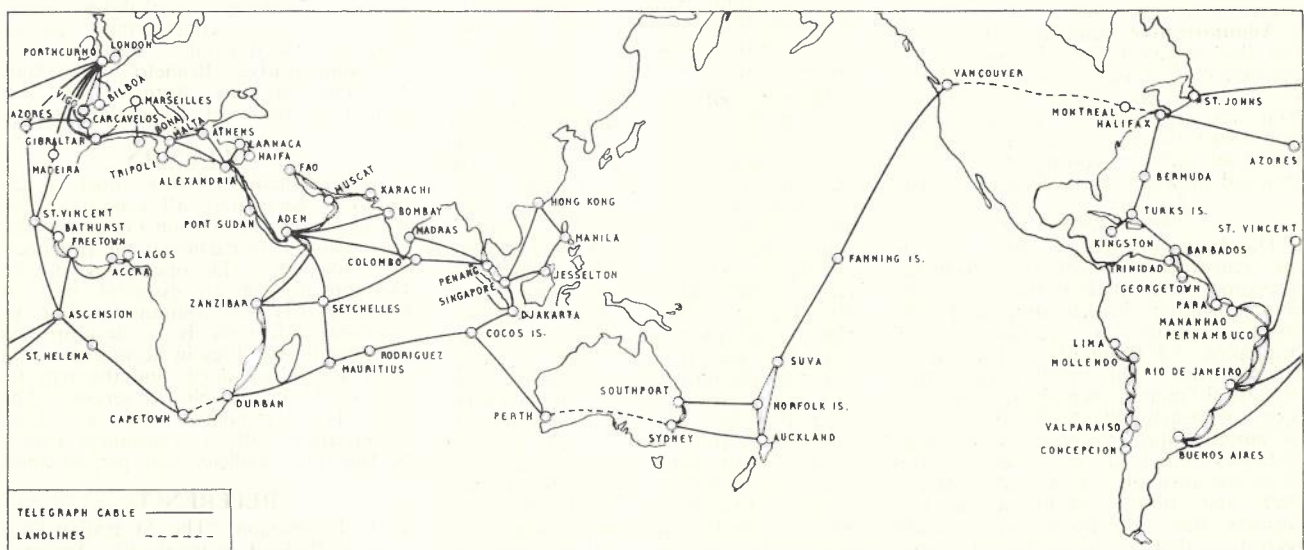 PORTHCURNO
LONDON
VIGO
BILBOA
MARSEILLES
AZORES
CARCAVELOS
BONA
MALTA
ATHENS
GIBRALTAR
LARNACA
HAIFA
MADEIRA
TRIPOLI
ALEXANDRIA
FAO
MUSCAT
KARACHI
ST.VINCENT
BATHURST
FREETOWN
LAGOS
ACCRA
PORT SUDAN
ADEN
BOMBAY
MADRAS
COLOMBO
HONG KONG
MANILA
PENANG
SINGAPORE
JESSELTON
DJAKARTA
ASCENSION
ST.HELENA
ZANZIBAR
SEYCHELLES
COCOS IS.
RODRIGUEZ
MAURITIUS
CAPETOWN
DURBAN
PERTH
SOUTHPORT
SYDNEY
SUVA
NORFOLK IS.
AUCKLAND
FANNING IS.
VANCOUVER
MONTREAL
HALIFAX
ST. JOHNS
AZORES
BERMUDA
TURKS IS.
KINGSTON
ST. VINCENT
BARBADOS
TRINIDAD
GEORGETOWN
PARA
MANANHAO
PERNAMBUCO
LIMA
MOLLENDO
RIO DE JANEIRO
VALPARAISO
CONCEPCION
BUENOS AIRES
TELEGRAPH CABLE
LANDLINES